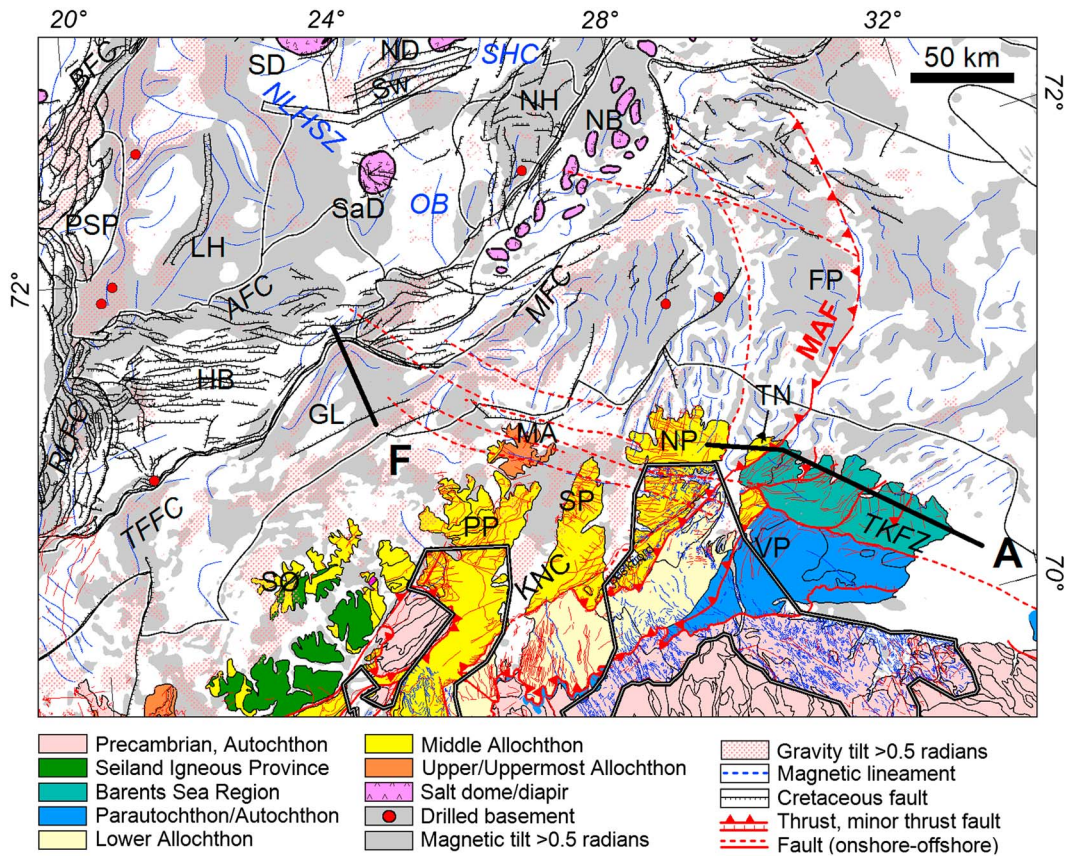 20° 24° 28° 32°
50 km
72°
72°
70°
BFC
SD
ND
Sw
SHC
NLHSZ
NH
NB
SaD
OB
PSP
LH
AFC
FP
MFC
MAF
HB
TN
GL
MA
NP
F
SP
PP
TKFZ
A
TFFC
VP
KNC
SØ
Precambrian, Autochthon
Seiland Igneous Province
Barents Sea Region
Parautochthon/Autochthon
Lower Allochthon
Middle Allochthon
Upper/Uppermost Allochthon
Salt dome/diapir
Drilled basement
Magnetic tilt >0.5 radians
Gravity tilt >0.5 radians
Magnetic lineament
Cretaceous fault
Thrust, minor thrust fault
Fault (onshore-offshore)